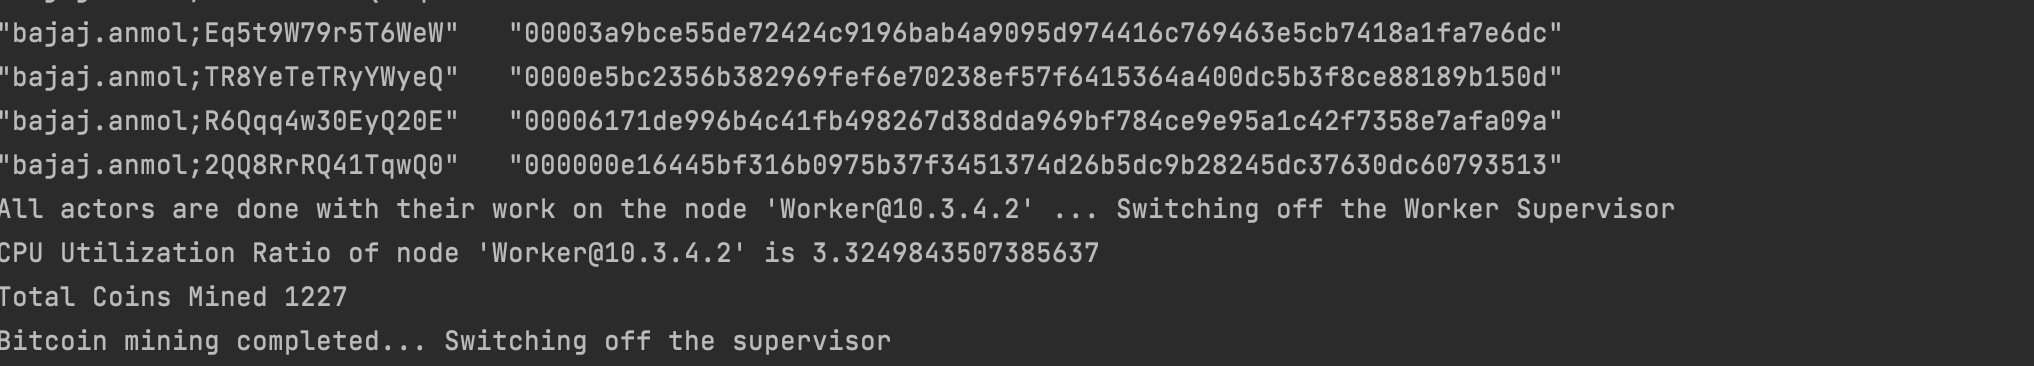 "bajaj.anmol;Eq5t9W79r5T6WeW"   "00003a9bce55de72424c9196bab4a9095d974416c769463e5cb7418a1fa7e6dc"
"bajaj.anmol;TR8YeTeTRyYWyeQ"   "0000e5bc2356b382969fef6e70238ef57f6415364a400dc5b3f8ce88189b150d"
"bajaj.anmol;R6Qqq4w30EyQ20E"   "00006171de996b4c41fb498267d38dda969bf784ce9e95a1c42f7358e7afa09a"
"bajaj.anmol;2QQ8RrRQ41TqwQ0"   "000000e16445bf316b0975b37f3451374d26b5dc9b28245dc37630dc60793513"
All actors are done with their work on the node 'Worker@10.3.4.2' ... Switching off the Worker Supervisor
CPU Utilization Ratio of node 'Worker@10.3.4.2' is 3.3249843507385637
Total Coins Mined 1227
Bitcoin mining completed... Switching off the supervisor